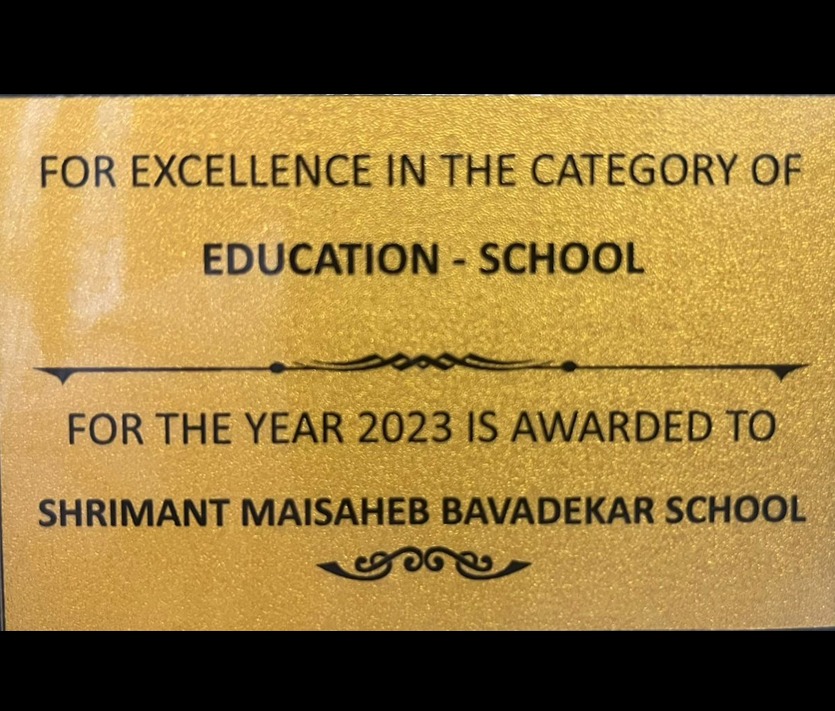 FOR EXCELLENCE IN THE CATEGORY OF
EDUCATION - SCHOOL
FOR THE YEAR 2023 IS AWARDED TO
SHRIMANT MAISAHEB BAVADEKAR SCHOOL